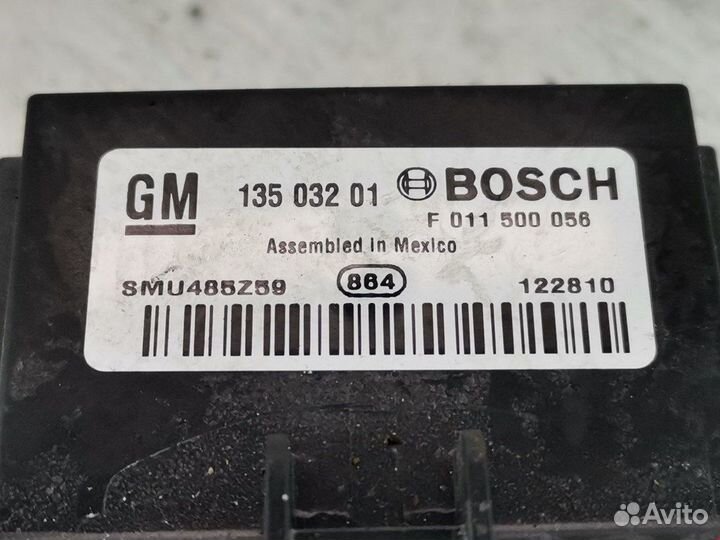 GM 135 032 01 BOSCH
F 011 500 056
Assembled in Mexico
SMU485Z59 864 122810
Avito